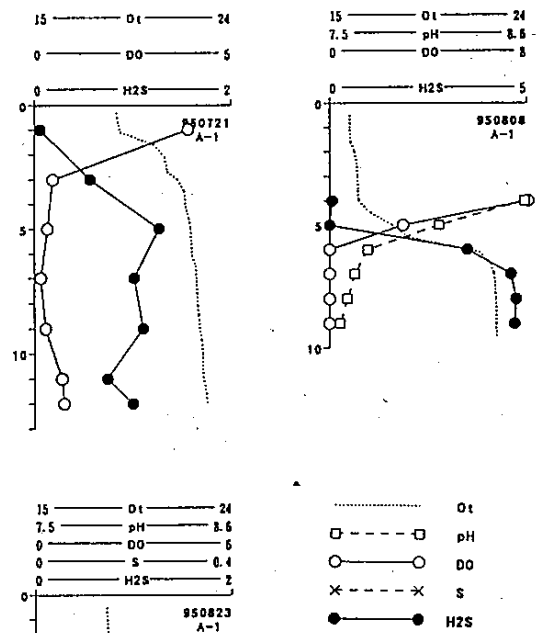 15 Ot 24
0 DO 5
0 H2S 2
0
950721
A-1
5
10
15 Ot 24
7.5 pH 8.6
0 DO 8
0 H2S 5
0
950808
A-1
5
10
15 Ot 24
7.5 pH 8.6
0 DO 6
0 S 0.4
0 H2S 2
0
950823
A-1
Ot
pH
DO
S
H2S